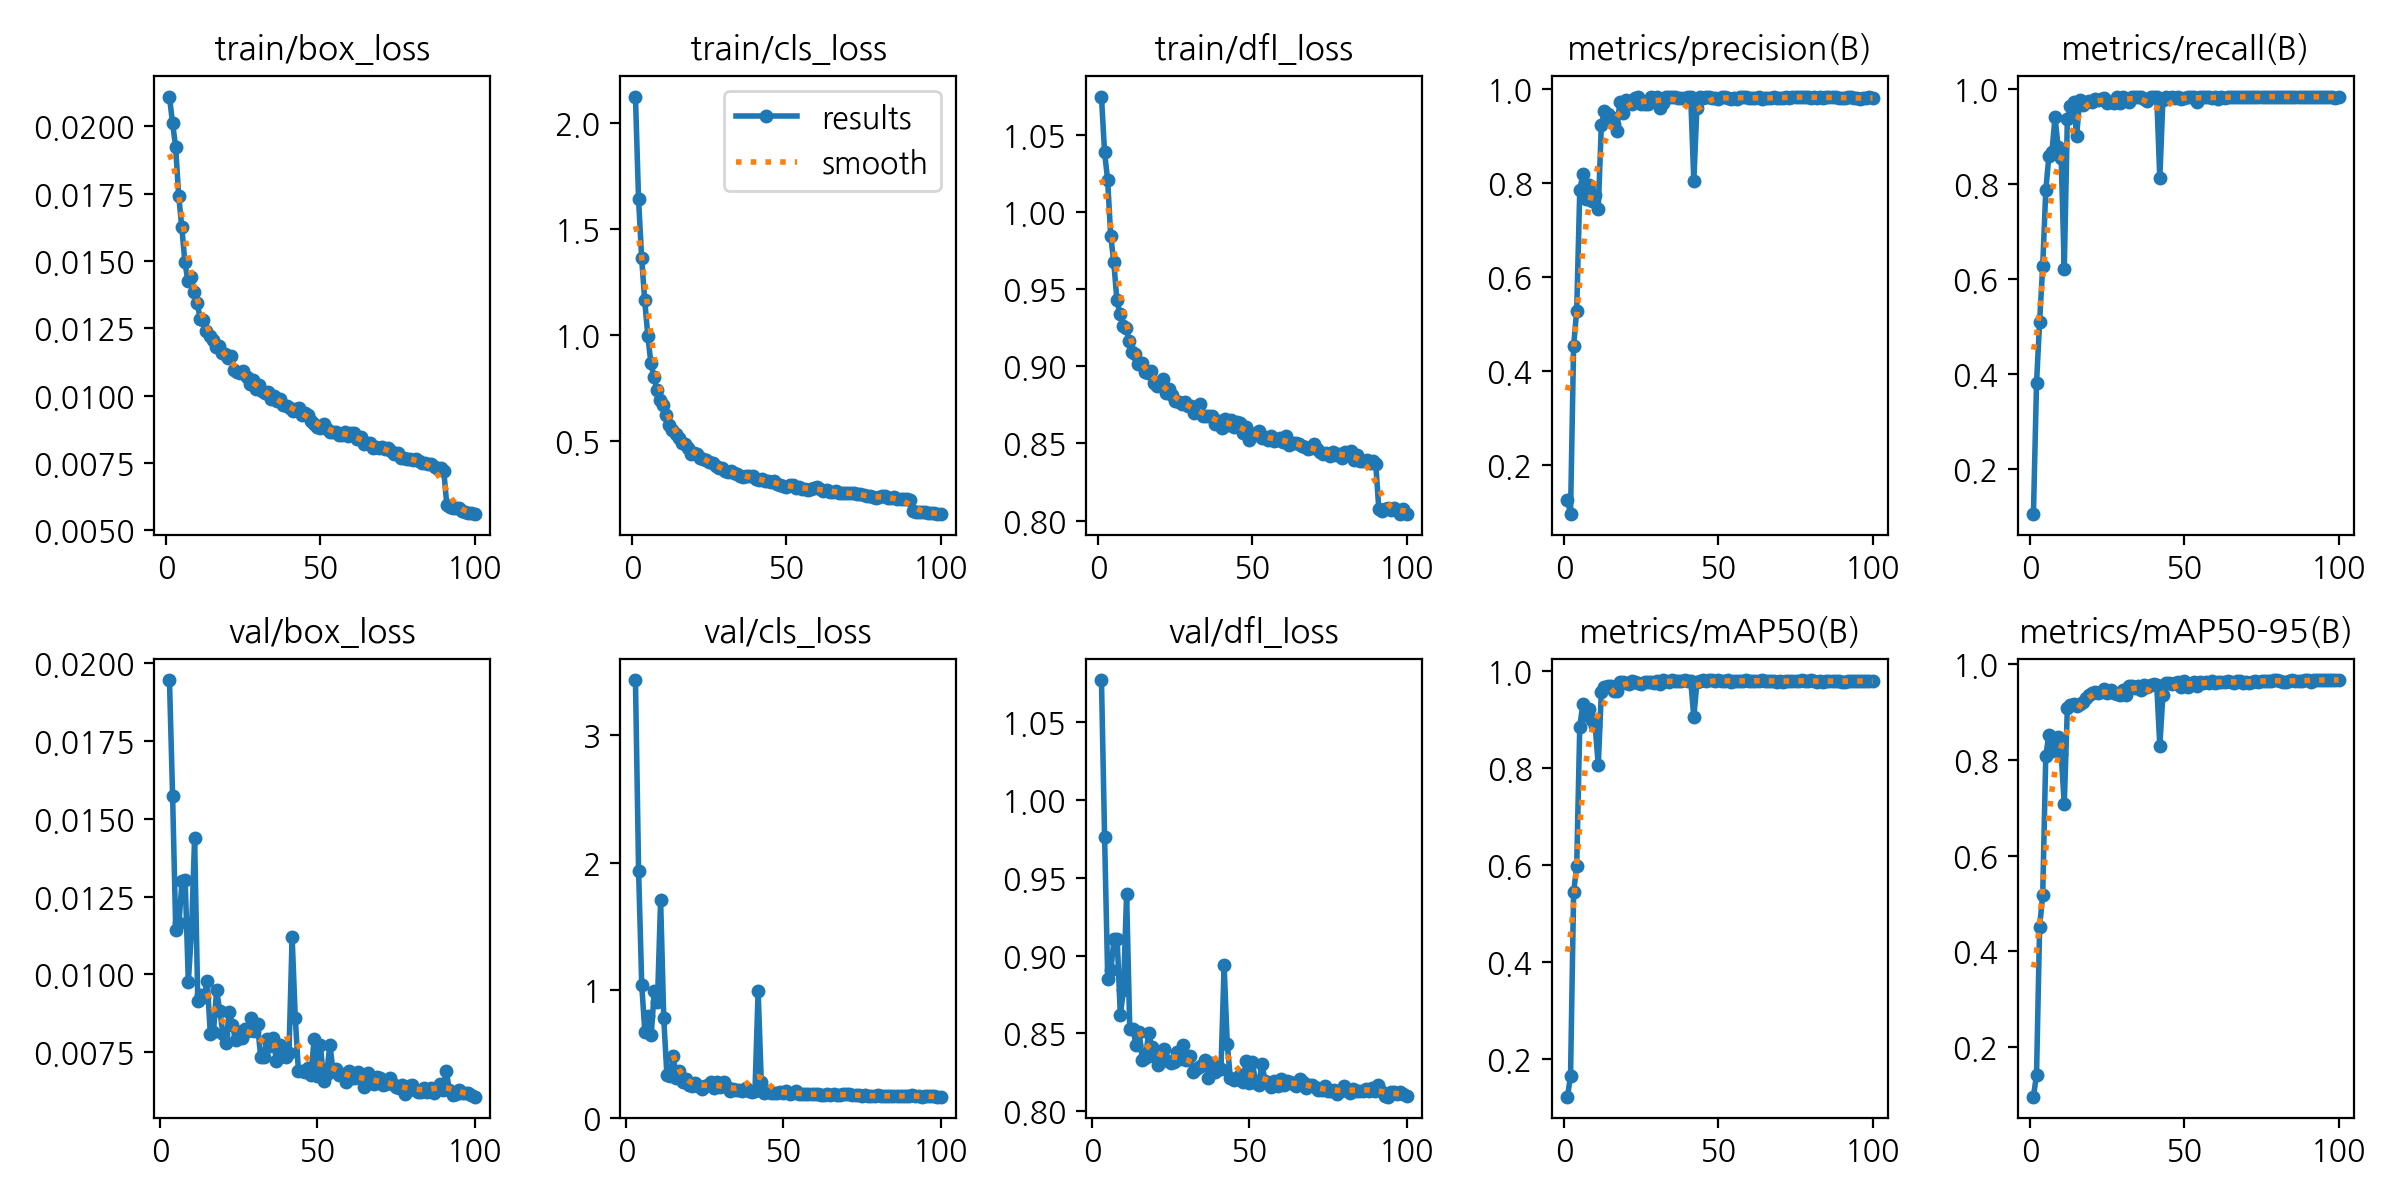 train/box_loss
0.0200
0.0175
0.0150
0.0125
0.0100
0.0075
0.0050
0 50 100
train/cls_loss
results
smooth
2.0
1.5
1.0
0.5
0 50 100
train/dfl_loss
1.05
1.00
0.95
0.90
0.85
0.80
0 50 100
metrics/precision(B)
1.0
0.8
0.6
0.4
0.2
0 50 100
metrics/recall(B)
1.0
0.8
0.6
0.4
0.2
0 50 100
val/box_loss
0.0200
0.0175
0.0150
0.0125
0.0100
0.0075
0 50 100
val/cls_loss
3
2
1
0
0 50 100
val/dfl_loss
1.05
1.00
0.95
0.90
0.85
0.80
0 50 100
metrics/mAP50(B)
1.0
0.8
0.6
0.4
0.2
0 50 100
metrics/mAP50-95(B)
1.0
0.8
0.6
0.4
0.2
0 50 100